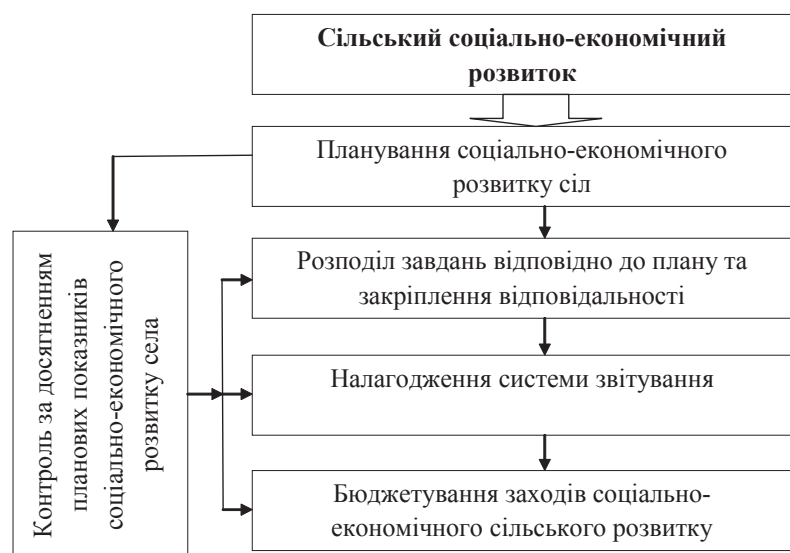 Сільський соціально-економічний
розвиток
Планування соціально-економічного
розвитку сіл
Розподіл завдань відповідно до плану та
закріплення відповідальності
Налагодження системи звітування
Бюджетування заходів соціально-
економічного сільського розвитку
Контроль за досягненням
планових показників
соціально-економічного
розвитку села